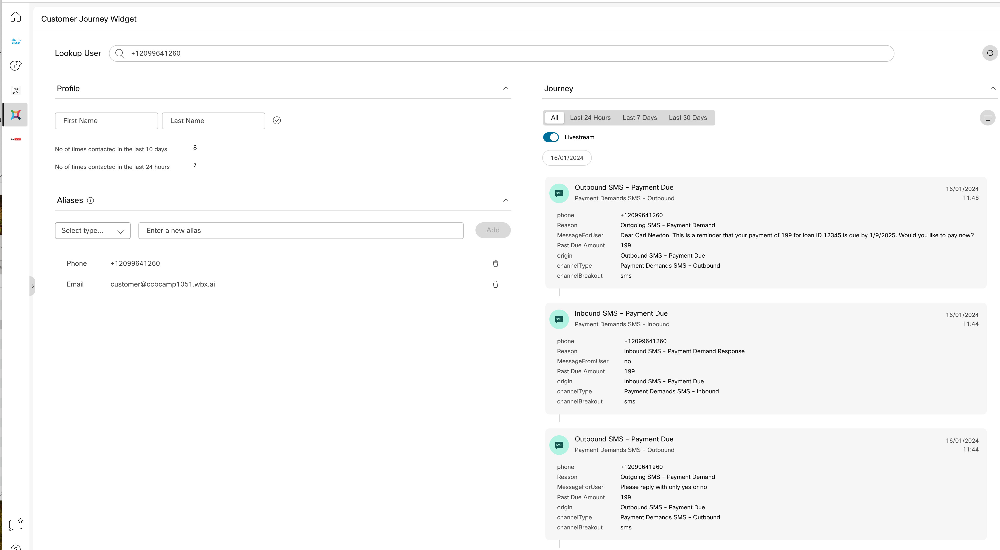 Customer Journey Widget
CISCO
FAQ
sky news
Lookup User
+12099641260
Profile
First Name
Last Name
No of times contacted in the last 10 days 8
No of times contacted in the last 24 hours 7
Aliases
Select type...
Enter a new alias
Add
Phone +12099641260
Email customer@ccbcamp1051.wbx.ai
Journey
All Last 24 Hours Last 7 Days Last 30 Days
Livestream
16/01/2024
SMS
Outbound SMS - Payment Due
Payment Demands SMS - Outbound
16/01/2024
11:46
phone +12099641260
Reason Outgoing SMS - Payment Demand
MessageForUser Dear Carl Newton, This is a reminder that your payment of 199 for loan ID 12345 is due by 1/9/2025. Would you like to pay now?
Past Due Amount 199
origin Outbound SMS - Payment Due
channelType Payment Demands SMS - Outbound
channelBreakout sms
SMS
Inbound SMS - Payment Due
Payment Demands SMS - Inbound
16/01/2024
11:44
phone +12099641260
Reason Inbound SMS - Payment Demand Response
MessageFromUser no
Past Due Amount 199
origin Inbound SMS - Payment Due
channelType Payment Demands SMS - Inbound
channelBreakout sms
SMS
Outbound SMS - Payment Due
Payment Demands SMS - Outbound
16/01/2024
11:44
phone +12099641260
Reason Outgoing SMS - Payment Demand
MessageForUser Please reply with only yes or no
Past Due Amount 199
origin Outbound SMS - Payment Due
channelType Payment Demands SMS - Outbound
channelBreakout sms